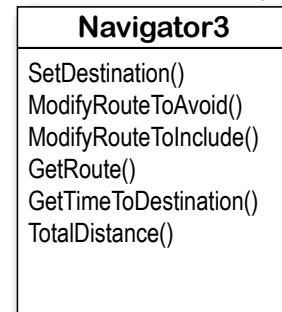 Navigator3
SetDestination()
ModifyRouteToAvoid()
ModifyRouteToInclude()
GetRoute()
GetTimeToDestination()
TotalDistance()